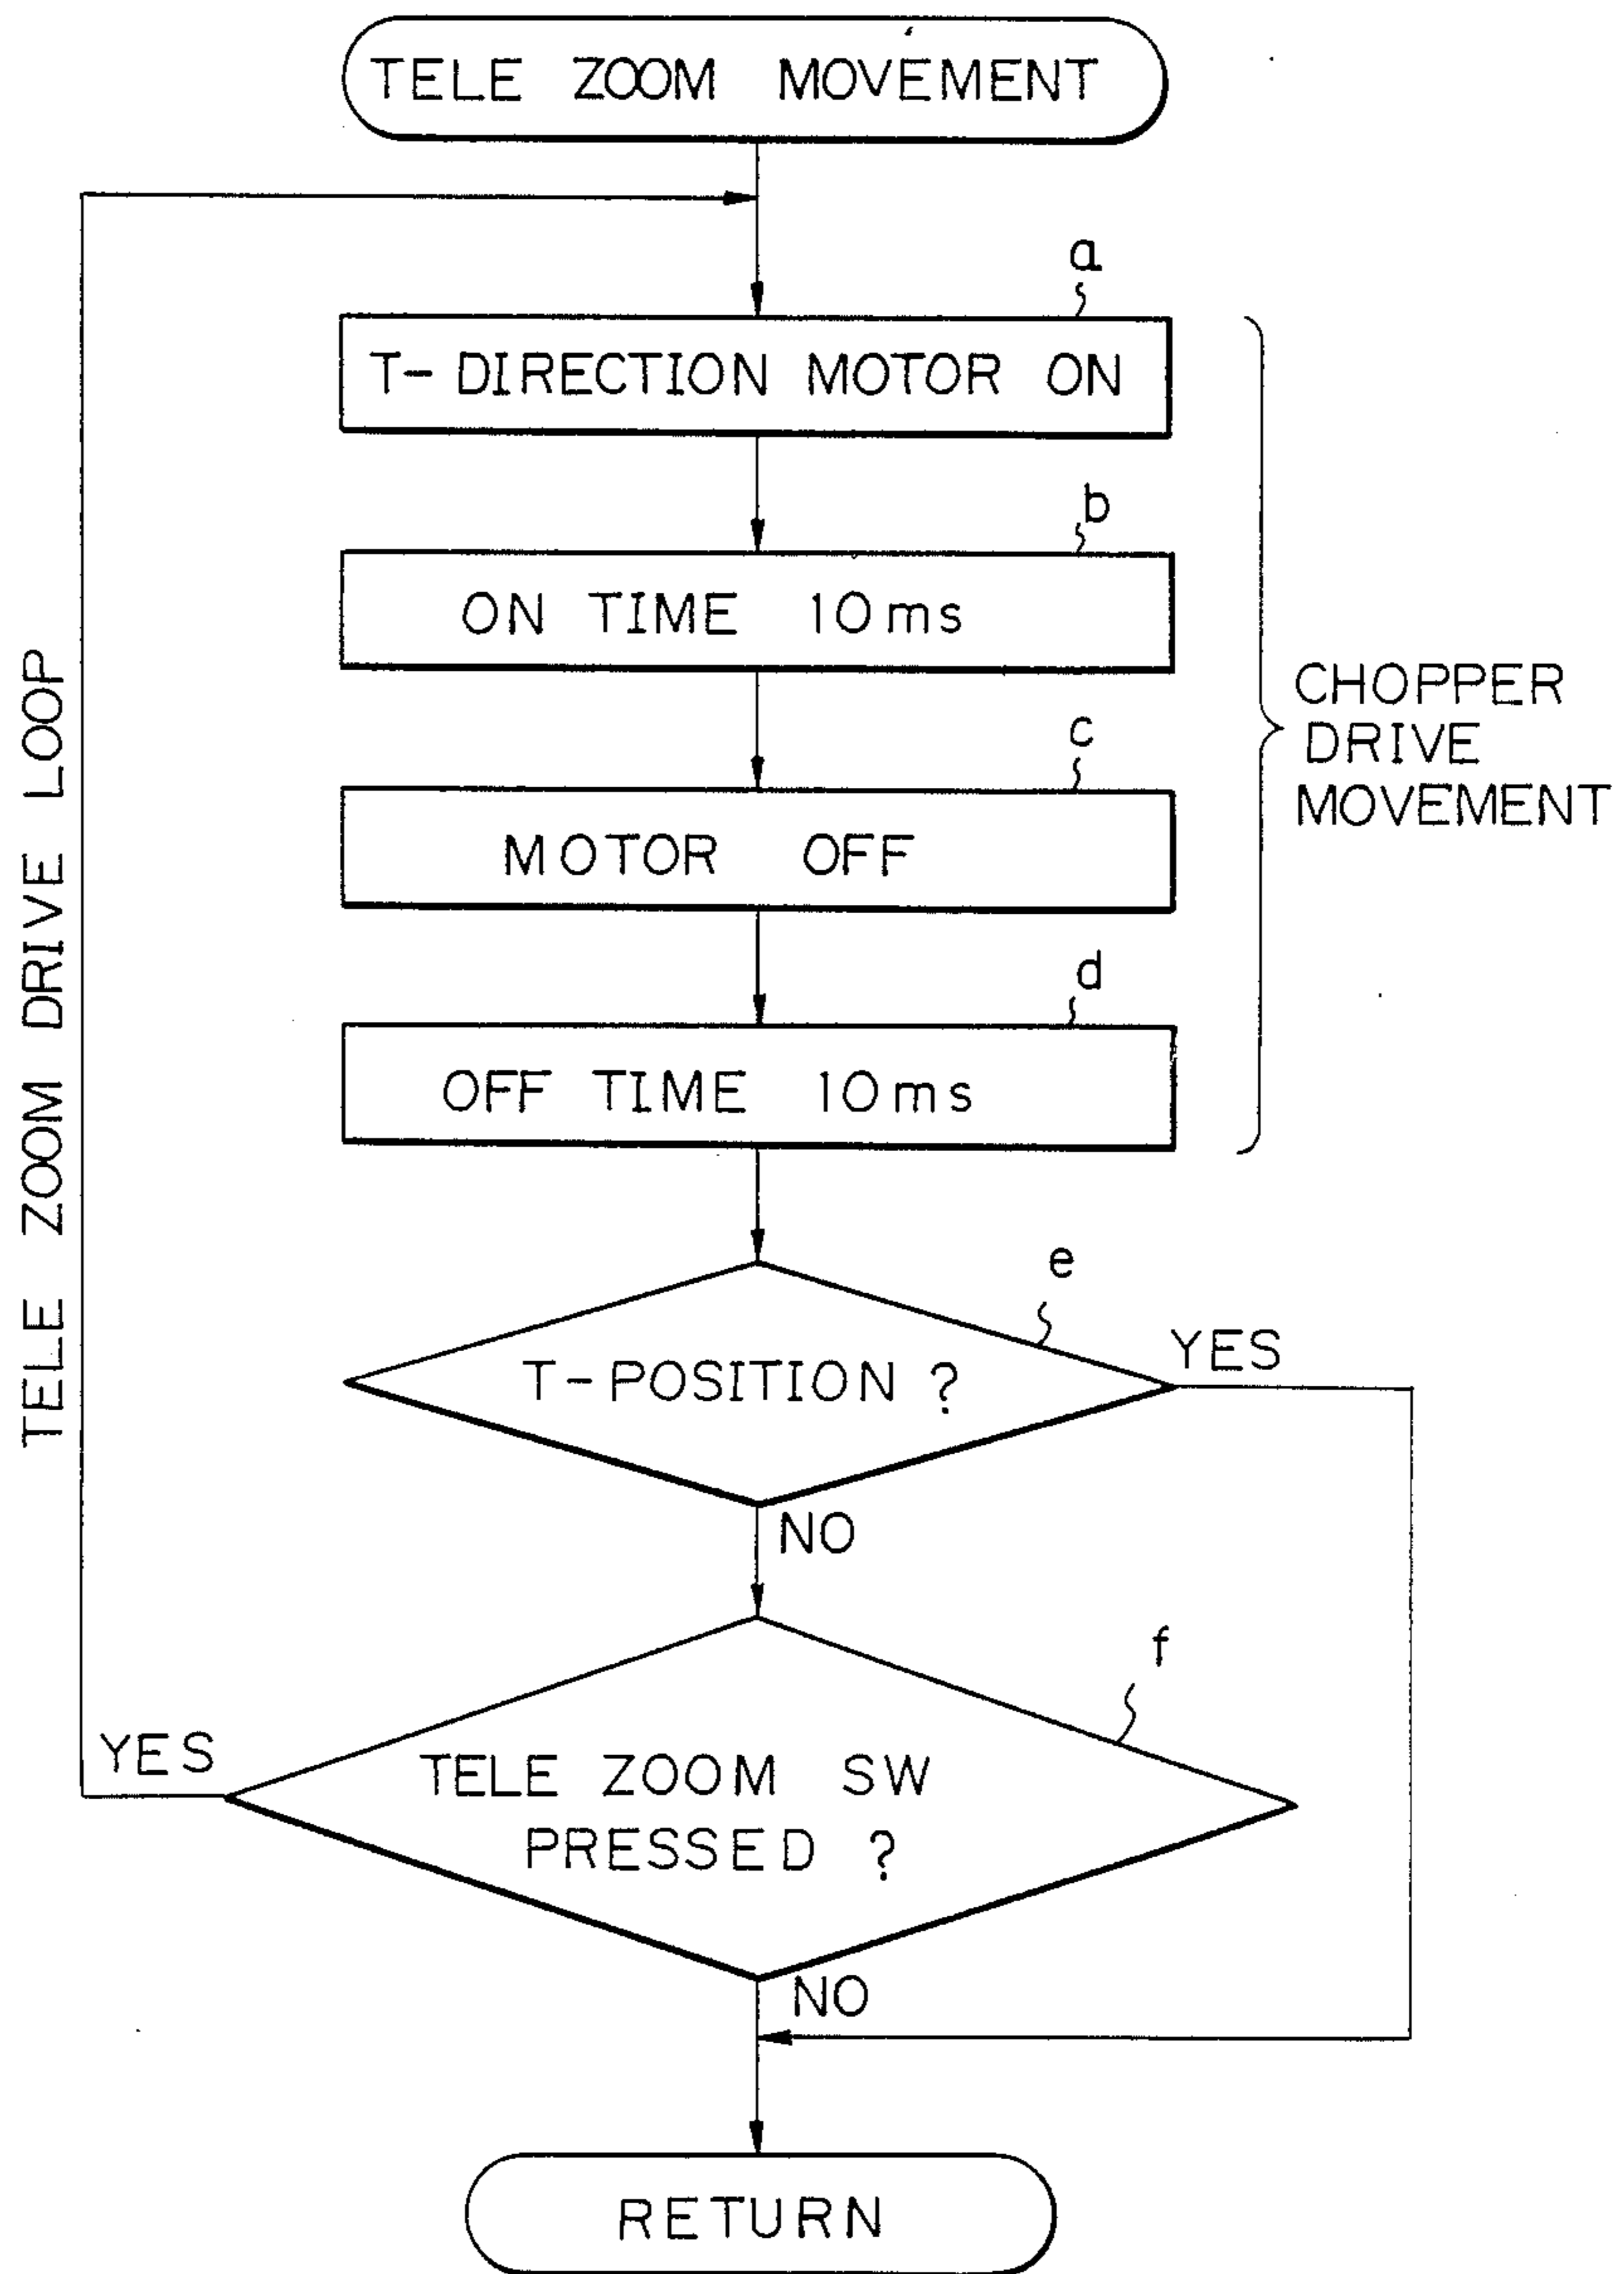 TELE ZOOM MOVEMENT
a
T-DIRECTION MOTOR ON
b
ON TIME 10ms
c
MOTOR OFF
d
OFF TIME 10ms
CHOPPER
DRIVE
MOVEMENT
TELE ZOOM DRIVE LOOP
e
T-POSITION ?
YES
NO
f
TELE ZOOM SW
PRESSED ?
YES
NO
RETURN